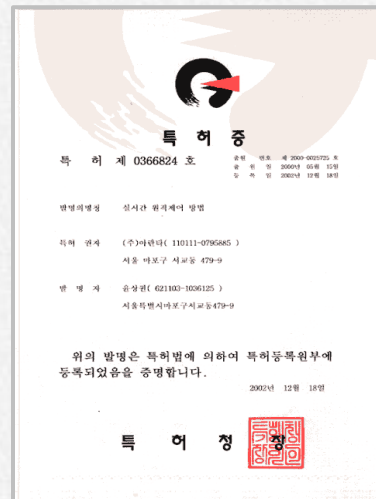 특허증
특 허 제 0366824 호
출원 번호 제 2000-0025725 호
출 원 일 2000년 05월 15일
등 록 일 2002년 12월 18일
발명의명칭 실시간 원격제어 방법
특허 권자 (주)아란타( 110111-0795885 )
서울 마포구 서교동 479-9
발 명 자 윤상권( 621103-1036125 )
서울특별시마포구서교동479-9
위의 발명은 특허법에 의하여 특허등록원부에
등록되었음을 증명합니다.
2002년 12월 18일
특 허 청 장